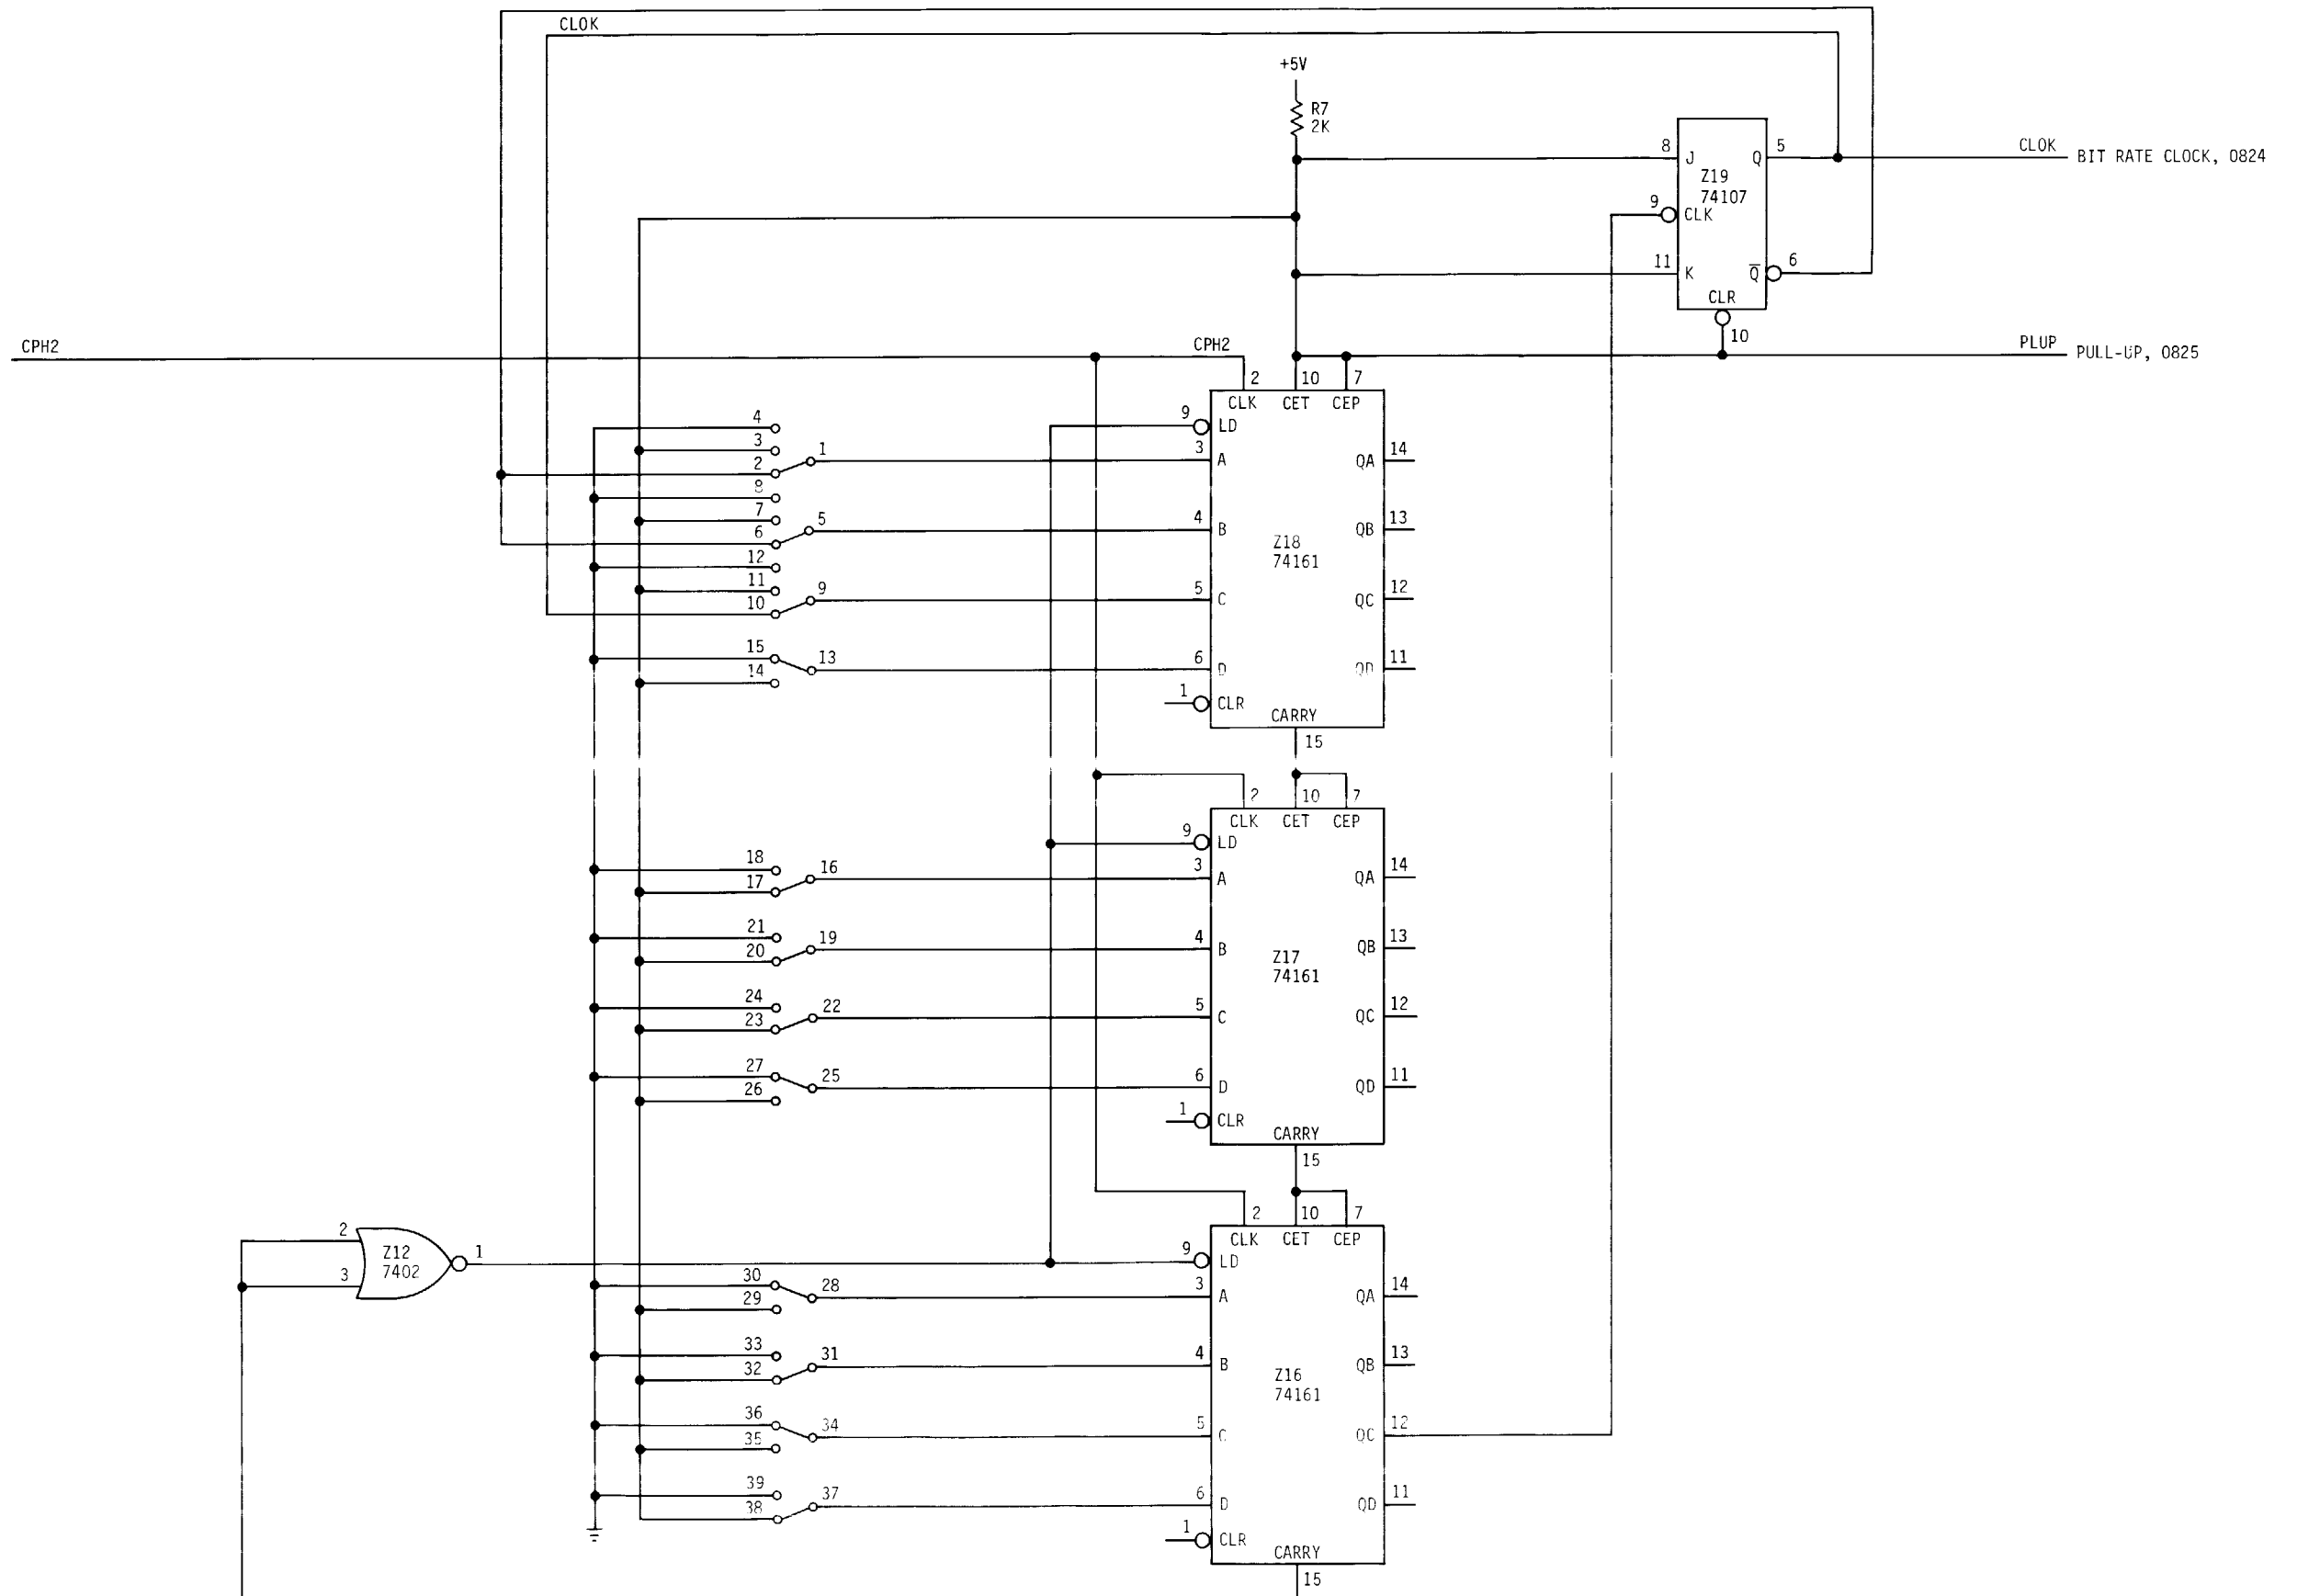 CLOK
+5V
R7
2K
8 J Q 5
CLOK BIT RATE CLOCK, 0824
Z19
74107
9 CLK
11 K Q̅ 6
CLR
10
CPH2
CPH2
PLUP PULL-UP, 0825
2 10 7
CLK CET CEP
4
9 LD
3 1
3 A QA 14
2
8
7 5
4 B QB 13
6
Z18
74161
12
11 9
5 C QC 12
10
15 13
6 D QD 11
14
1 CLR
CARRY
15
2 10 7
CLK CET CEP
9 LD
18 16
3 A QA 14
17
21 19
4 B QB 13
20
Z17
74161
24 22
5 C QC 12
23
27 25
6 D QD 11
26
1 CLR
CARRY
15
2 10 7
CLK CET CEP
2
Z12
7402
3
1
9 LD
30 28
3 A QA 14
29
33 31
4 B QB 13
32
Z16
74161
36 34
5 C QC 12
35
39 37
6 D QD 11
38
1 CLR
CARRY
15